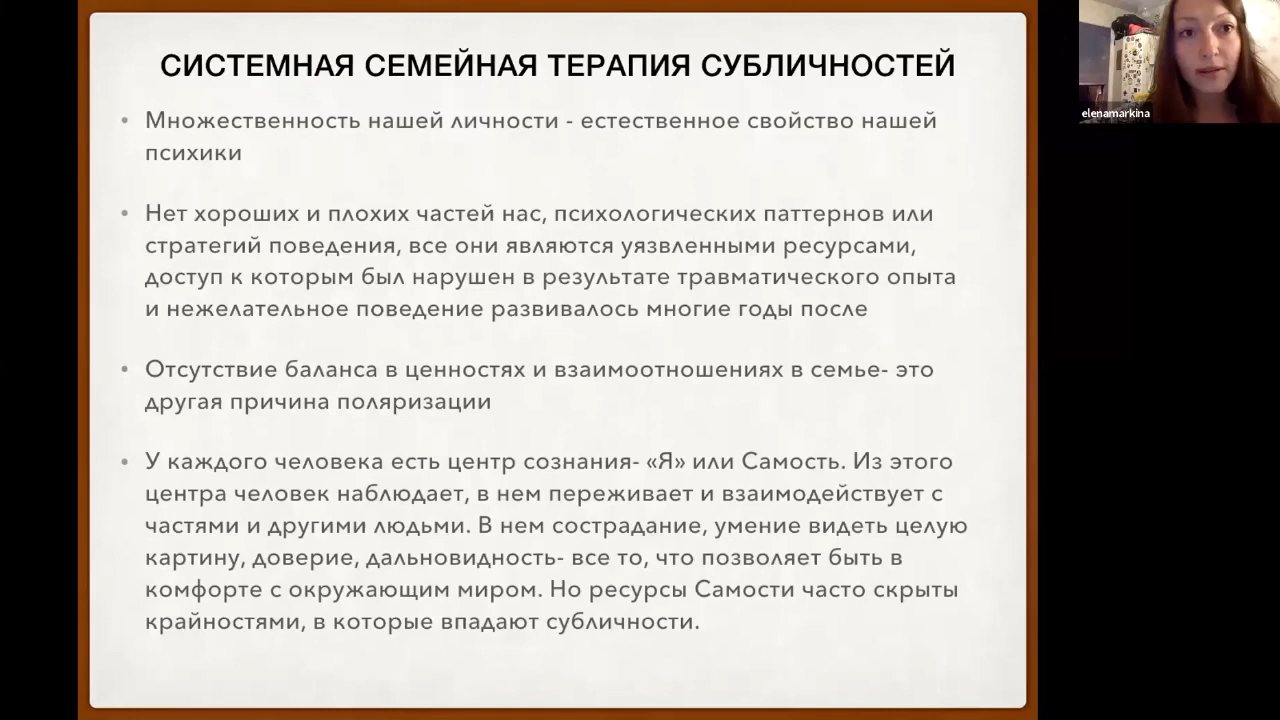 СИСТЕМНАЯ СЕМЕЙНАЯ ТЕРАПИЯ СУБЛИЧНОСТЕЙ
• Множественность нашей личности - естественное свойство нашей
психики
• Нет хороших и плохих частей нас, психологических паттернов или
стратегий поведения, все они являются уязвленными ресурсами,
доступ к которым был нарушен в результате травматического опыта
и нежелательное поведение развивалось многие годы после
• Отсутствие баланса в ценностях и взаимоотношениях в семье- это
другая причина поляризации
• У каждого человека есть центр сознания- «Я» или Самость. Из этого
центра человек наблюдает, в нем переживает и взаимодействует с
частями и другими людьми. В нем сострадание, умение видеть целую
картину, доверие, дальновидность- все то, что позволяет быть в
комфорте с окружающим миром. Но ресурсы Самости часто скрыты
крайностями, в которые впадают субличности.
elenamarkina